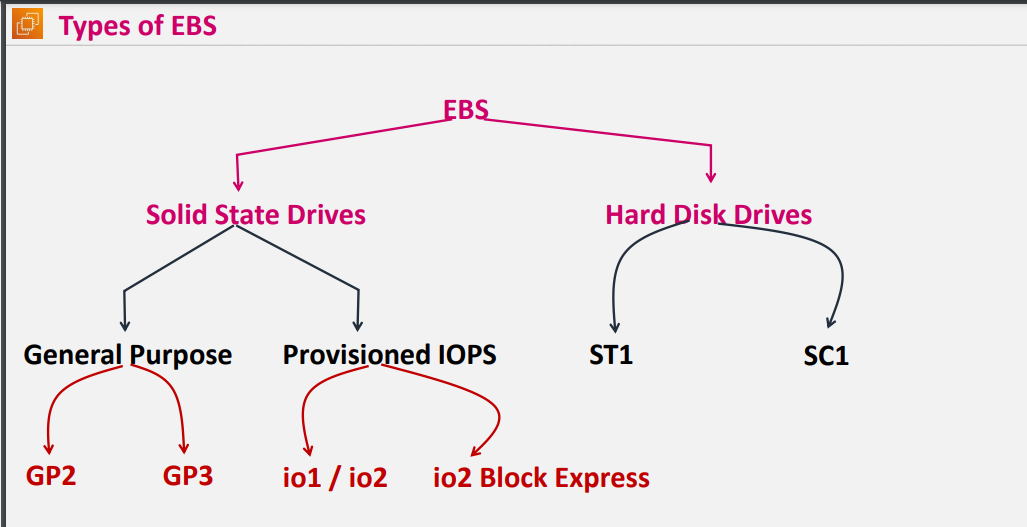 Types of EBS
EBS
Solid State Drives
Hard Disk Drives
General Purpose
Provisioned IOPS
ST1
SC1
GP2
GP3
io1 / io2
io2 Block Express